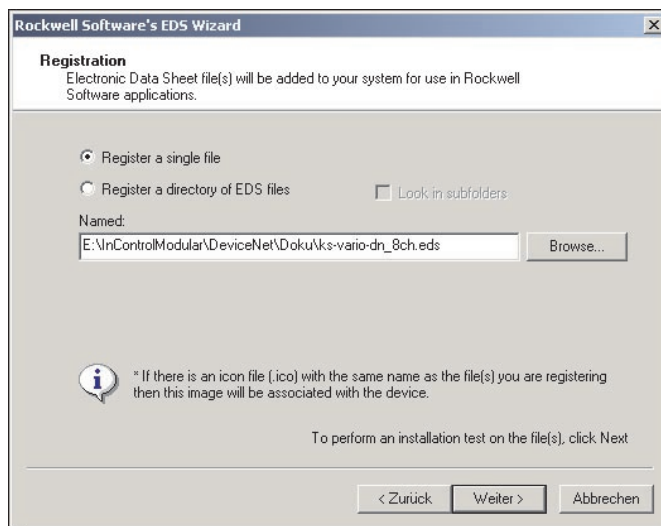 Rockwell Software's EDS Wizard
Registration
Electronic Data Sheet file(s) will be added to your system for use in Rockwell
Software applications.
Register a single file
Register a directory of EDS files
Look in subfolders
Named:
E:\InControlModular\DeviceNet\Doku\ks-vario-dn_8ch.eds
Browse...
* If there is an icon file (.ico) with the same name as the file(s) you are registering
then this image will be associated with the device.
To perform an installation test on the file(s), click Next
< Zurück
Weiter >
Abbrechen